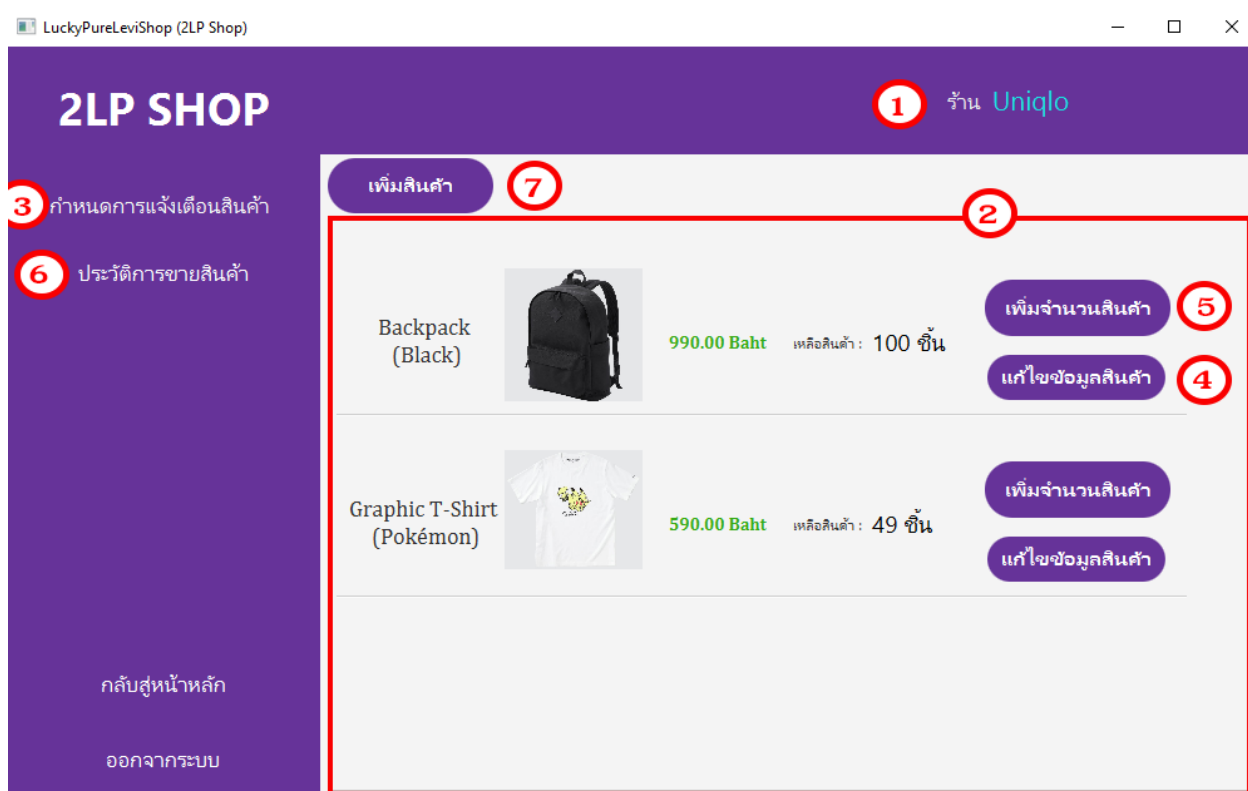 LuckyPureLeviShop (2LP Shop)
2LP SHOP
1 ร้าน Uniqlo
3 กำหนดการแจ้งเตือนสินค้า
6 ประวัติการขายสินค้า
กลับสู่หน้าหลัก
ออกจากระบบ
เพิ่มสินค้า 7
2
Backpack
(Black)
990.00 Baht เหลือสินค้า : 100 ชิ้น
เพิ่มจำนวนสินค้า 5
แก้ไขข้อมูลสินค้า 4
Graphic T-Shirt
(Pokémon)
590.00 Baht เหลือสินค้า : 49 ชิ้น
เพิ่มจำนวนสินค้า
แก้ไขข้อมูลสินค้า